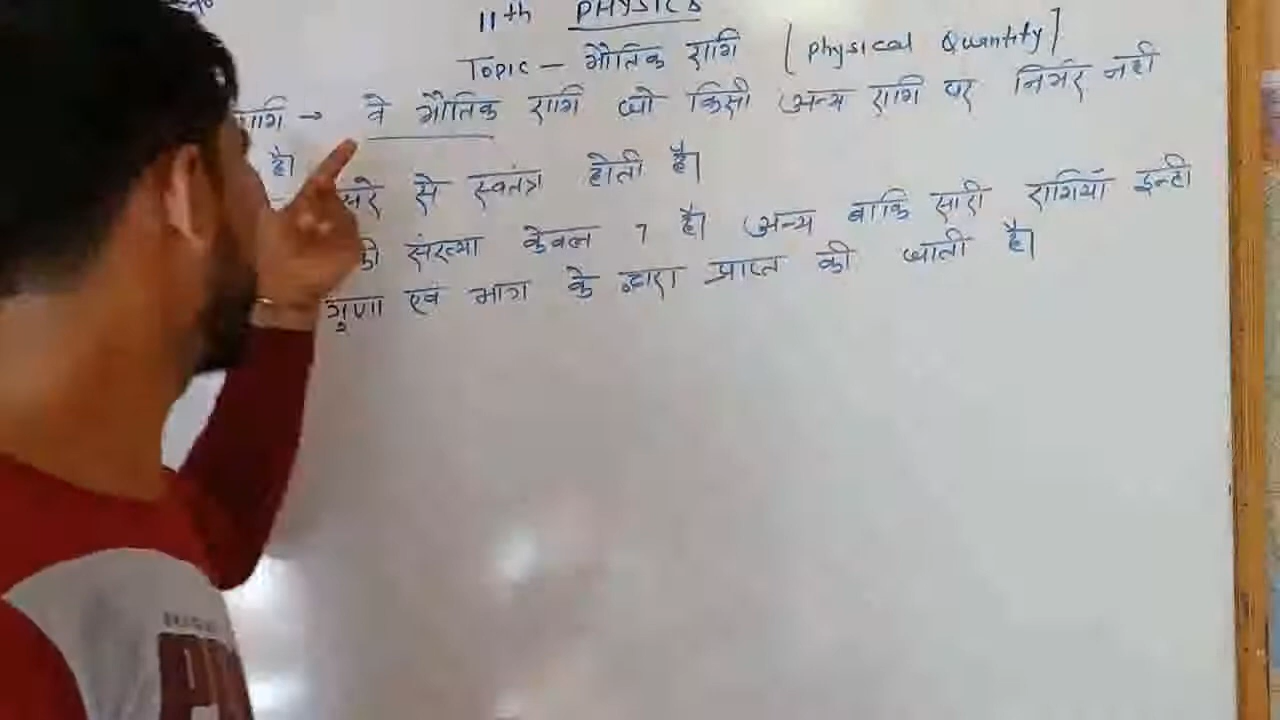 11th PHYSICS
Topic - भौतिक राशि [Physical Quantity]
राशि → वे भौतिक राशि जो किसी अन्य राशि पर निर्भर नही
है।
से स्वतंत्र होती है।
की संख्या केवल 7 है। अन्य बाकि सारी राशियाँ इन्ही
गुणा एवं भाग के द्वारा प्राप्त की जाती है।